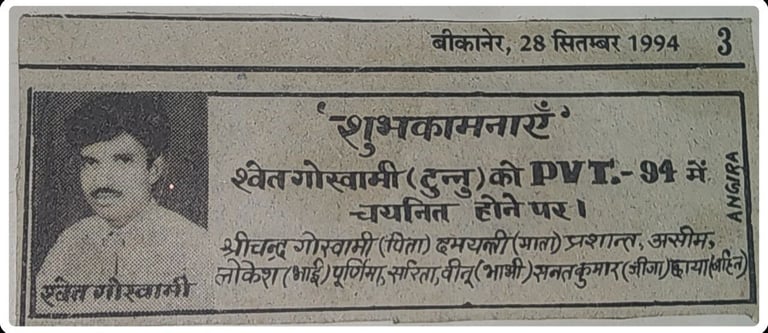 बीकानेर, 28 सितम्बर 1994 3
'शुभकामनाएँ'
श्वेत गोस्वामी (टुन्नु) को PVT.-94 में
चयनित होने पर।
श्रीचन्द्र गोस्वामी (पिता) दमयन्ती (माता) प्रशान्त, असीम,
लोकेश (भाई) पूर्णिमा, सरिता, वीनू (भाभी) सनतकुमार (जीजा) छाया (बहिन)
श्वेत गोस्वामी
ANGIRA